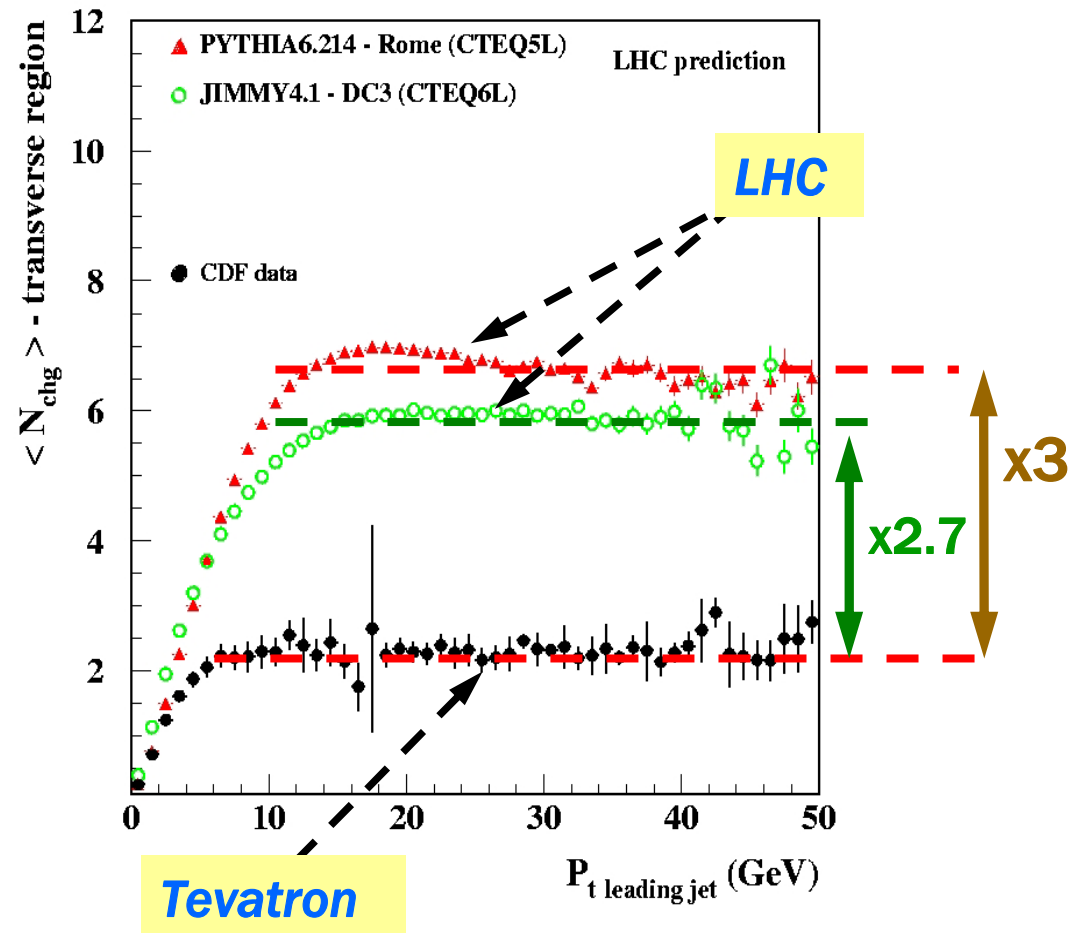 12
10
8
6
4
2
< Nchg > - transverse region
PYTHIA6.214 - Rome (CTEQ5L)
JIMMY4.1 - DC3 (CTEQ6L)
LHC prediction
CDF data
LHC
x3
x2.7
0 10 20 30 40 50
Pt leading jet (GeV)
Tevatron